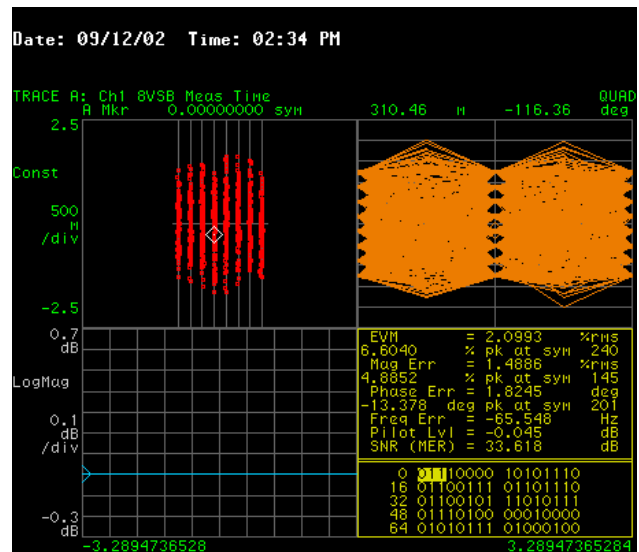 Date: 09/12/02 Time: 02:34 PM
TRACE A: Ch1 8VSB Meas Time QUAD
A Mkr 0.00000000 sym 310.46 m -116.36 deg
2.5
Const
500
m
/div
-2.5
0.7
dB
LogMag
0.1
dB
/div
-0.3
dB
-3.2894736528 3.28947365284
EVM = 2.0993 %rms
6.6040 % pk at sym 240
Mag Err = 1.4886 %rms
4.8852 % pk at sym 145
Phase Err = 1.8245 deg
-13.378 deg pk at sym 201
Freq Err = -65.548 Hz
Pilot Lvl = -0.045 dB
SNR (MER) = 33.618 dB
0 01110000 10101110
16 01100111 01101110
32 01100101 11010111
48 01110100 00010000
64 01010111 01000100